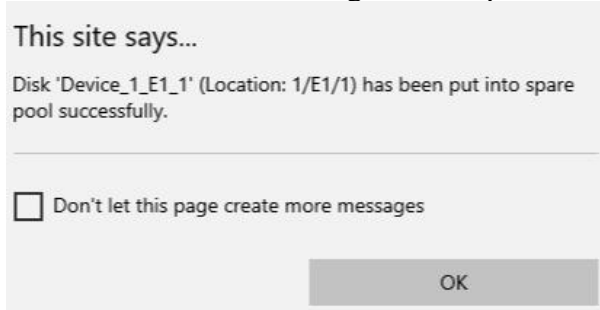 This site says...
Disk 'Device_1_E1_1' (Location: 1/E1/1) has been put into spare
pool successfully.
Don't let this page create more messages
OK